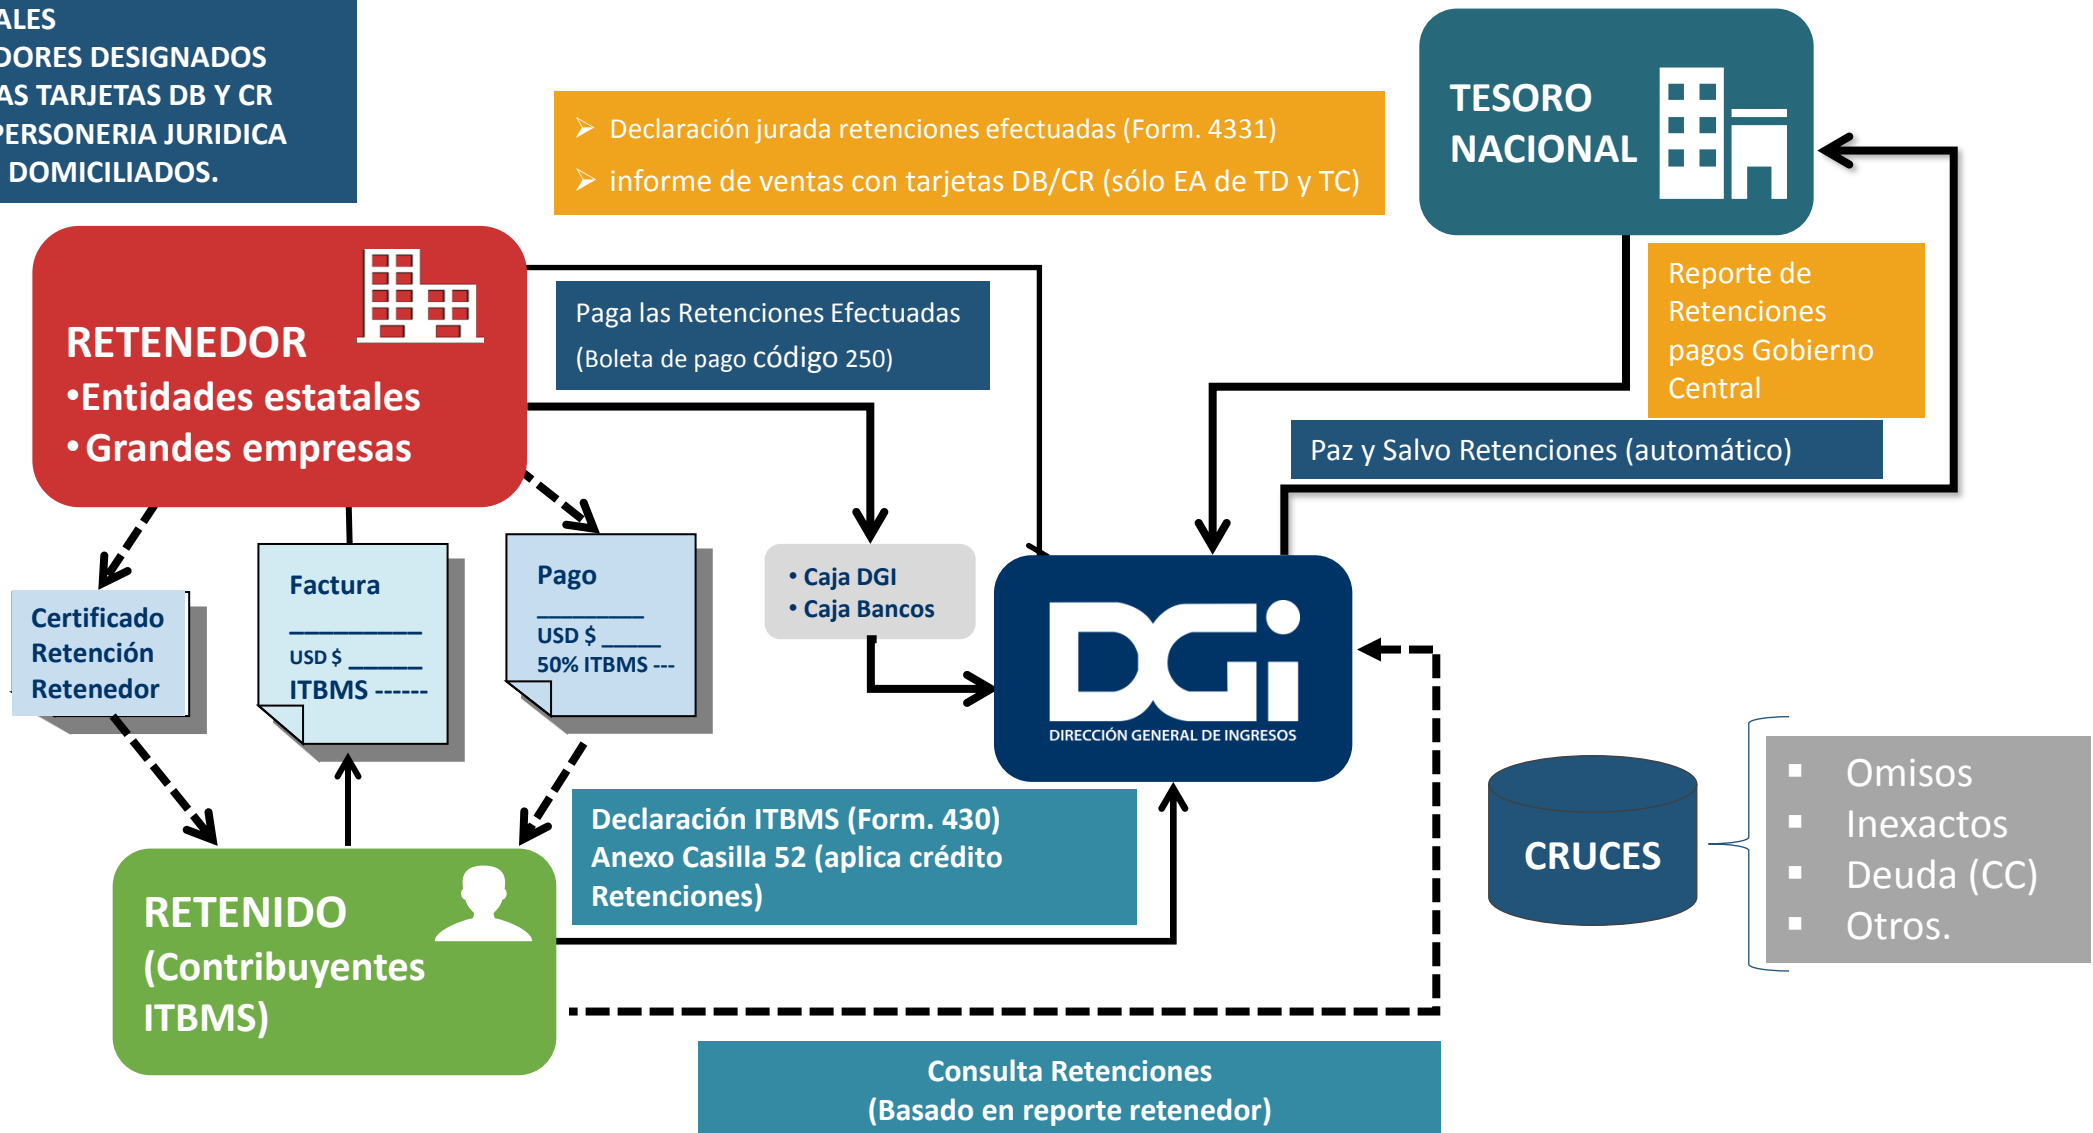 ALES
DORES DESIGNADOS
AS TARJETAS DB Y CR
PERSONERIA JURIDICA
DOMICILIADOS.
➢ Declaración jurada retenciones efectuadas (Form. 4331)
➢ informe de ventas con tarjetas DB/CR (sólo EA de TD y TC)
TESORO
NACIONAL
Reporte de
Retenciones
pagos Gobierno
Central
RETENEDOR
•Entidades estatales
•Grandes empresas
Paga las Retenciones Efectuadas
(Boleta de pago código 250)
Paz y Salvo Retenciones (automático)
Certificado
Retención
Retenedor
Factura
_________
USD $ ______
ITBMS ------
Pago
________
USD $ _____
50% ITBMS ---
• Caja DGI
• Caja Bancos
DGi
DIRECCIÓN GENERAL DE INGRESOS
Declaración ITBMS (Form. 430)
Anexo Casilla 52 (aplica crédito
Retenciones)
RETENIDO
(Contribuyentes
ITBMS)
CRUCES
▪ Omisos
▪ Inexactos
▪ Deuda (CC)
▪ Otros.
Consulta Retenciones
(Basado en reporte retenedor)